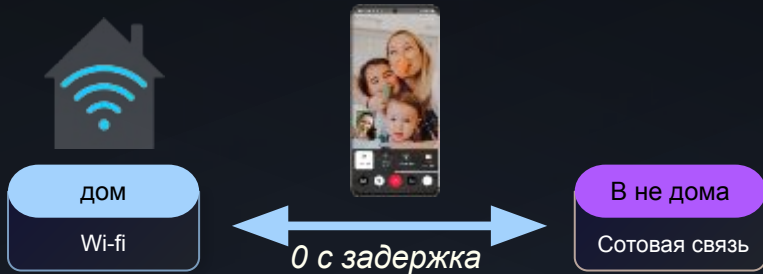 дом
Wi-fi
0 с задержка
В не дома
Сотовая связь